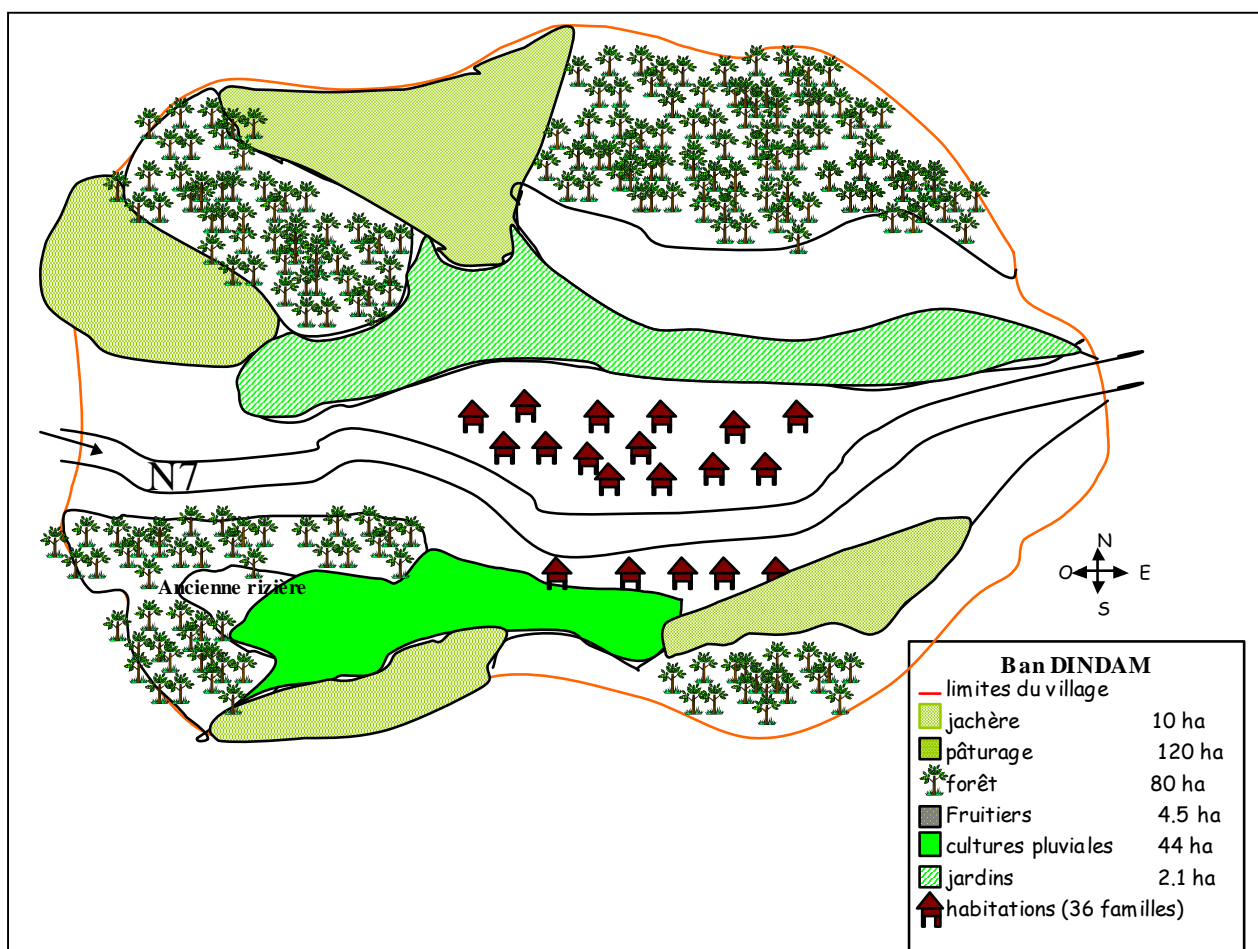 N7
Ancienne rizière
N
O E
S
Ban DINDAM
limites du village
jachère 10 ha
pâturage 120 ha
forêt 80 ha
Fruitiers 4.5 ha
cultures pluviales 44 ha
jardins 2.1 ha
habitations (36 familles)